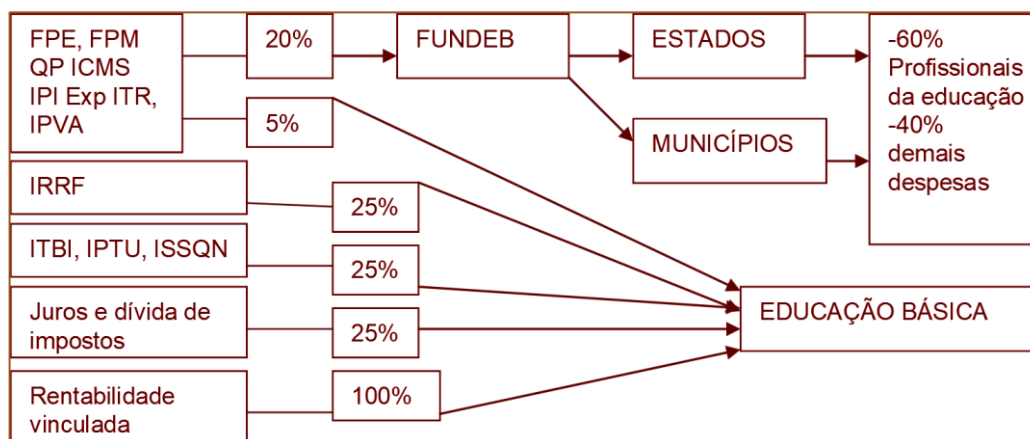 FPE, FPM
QP ICMS
IPI Exp ITR,
IPVA
20%
5%
FUNDEB
ESTADOS
MUNICÍPIOS
-60%
Profissionais
da educação
-40%
demais
despesas
IRRF
25%
ITBI, IPTU, ISSQN
25%
Juros e dívida de
impostos
25%
Rentabilidade
vinculada
100%
EDUCAÇÃO BÁSICA